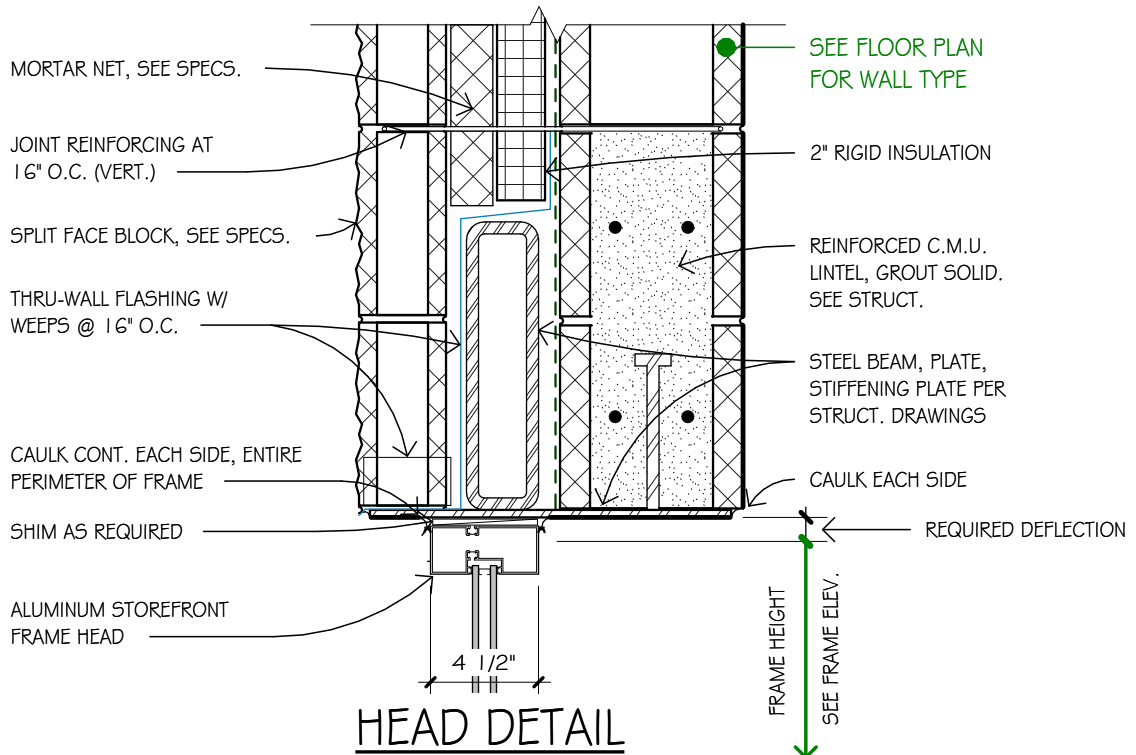 MORTAR NET, SEE SPECS.
JOINT REINFORCING AT
16" O.C. (VERT.)
SPLIT FACE BLOCK, SEE SPECS.
THRU-WALL FLASHING W/
WEEPS @ 16" O.C.
CAULK CONT. EACH SIDE, ENTIRE
PERIMETER OF FRAME
SHIM AS REQUIRED
ALUMINUM STOREFRONT
FRAME HEAD
SEE FLOOR PLAN
FOR WALL TYPE
2" RIGID INSULATION
REINFORCED C.M.U.
LINTEL, GROUT SOLID.
SEE STRUCT.
STEEL BEAM, PLATE,
STIFFENING PLATE PER
STRUCT. DRAWINGS
CAULK EACH SIDE
REQUIRED DEFLECTION
FRAME HEIGHT
SEE FRAME ELEV.
4 1/2"
HEAD DETAIL